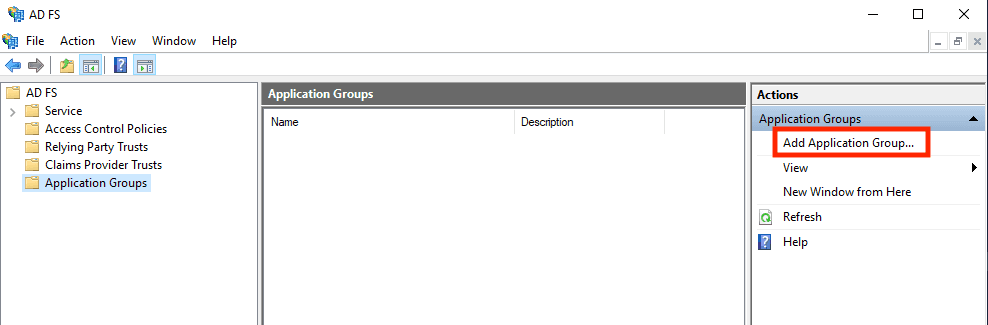 AD FS
File Action View Window Help
AD FS
Service
Access Control Policies
Relying Party Trusts
Claims Provider Trusts
Application Groups
Application Groups
Name Description
Actions
Application Groups
Add Application Group...
View
New Window from Here
Refresh
Help